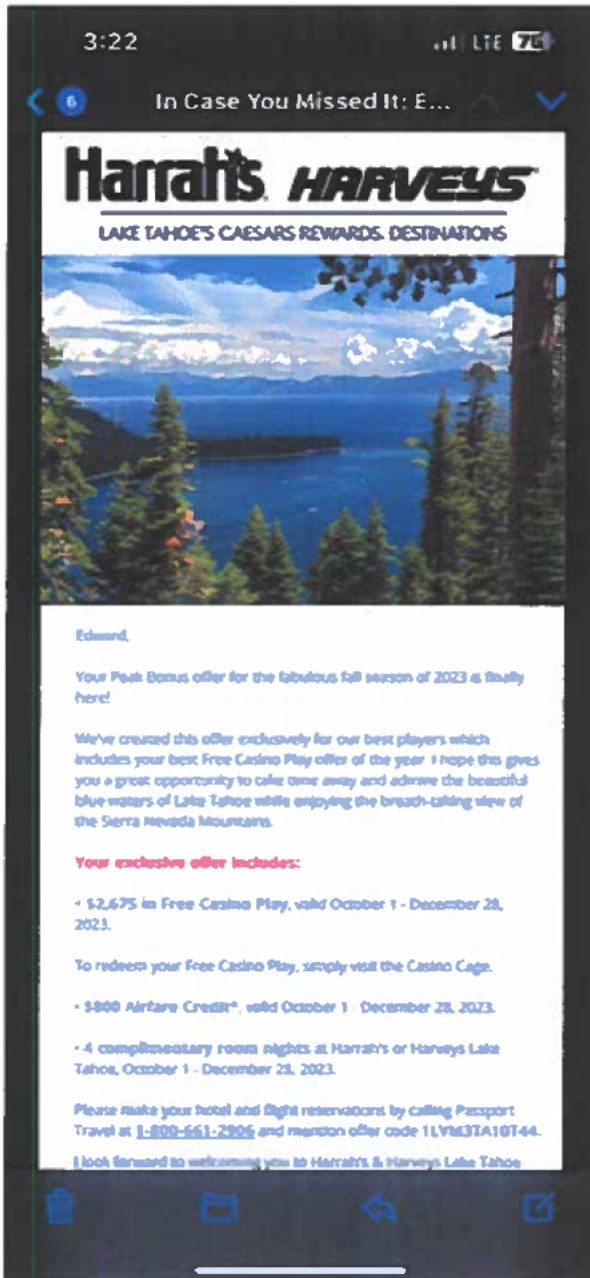 3:22 LTE
6 In Case You Missed It: E...
Harrah's HARVEYS
LAKE TAHOE'S CAESARS REWARDS. DESTINATIONS
Edward,
Your Peak Bonus offer for the fabulous fall season of 2023 is finally
here!
We've created this offer exclusively for our best players which
includes your best Free Casino Play offer of the year. I hope this gives
you a great opportunity to take time away and admire the beautiful
blue waters of Lake Tahoe while enjoying the breath-taking view of
the Sierra Nevada Mountains.
Your exclusive offer includes:
• $2,675 in Free Casino Play, valid October 1 - December 28,
2023.
To redeem your Free Casino Play, simply visit the Casino Cage.
• $800 Airfare Credit*, valid October 1 - December 28, 2023.
• 4 complimentary room nights at Harrah's or Harveys Lake
Tahoe, October 1 - December 28, 2023.
Please make your hotel and flight reservations by calling Passport
Travel at 1-800-661-2906 and mention offer code 1LYM3TA10T44.
I look forward to welcoming you to Harrah's & Harveys Lake Tahoe